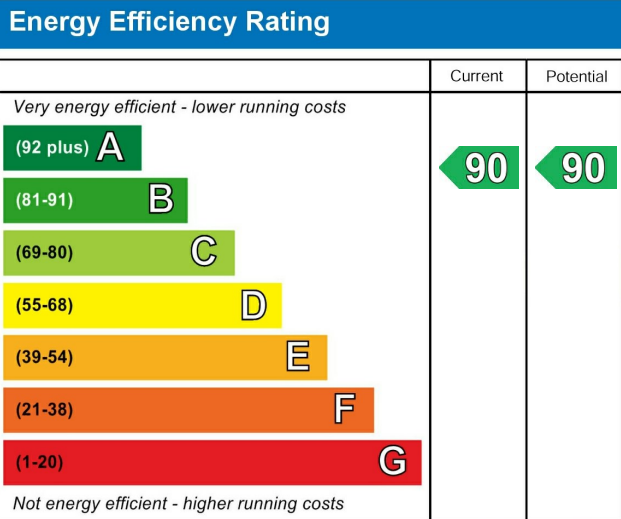 Energy Efficiency Rating
Current Potential
Very energy efficient - lower running costs
(92 plus) A
90 90
(81-91) B
(69-80) C
(55-68) D
(39-54) E
(21-38) F
(1-20) G
Not energy efficient - higher running costs